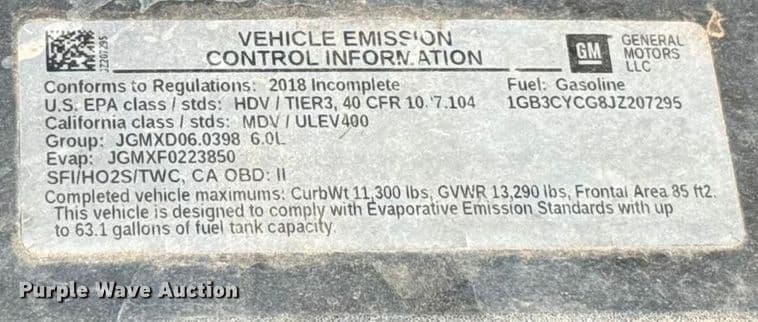 JZ207295
VEHICLE EMISSION
CONTROL INFORMATION
GM
GENERAL
MOTORS
LLC
Conforms to Regulations: 2018 Incomplete
Fuel: Gasoline
U.S. EPA class / stds: HDV / TIER3, 40 CFR 1037.104
1GB3CYCG8JZ207295
California class / stds: MDV / ULEV400
Group: JGMXD06.0398 6.0L
Evap: JGMXF0223850
SFI/HO2S/TWC, CA OBD: II
Completed vehicle maximums: CurbWt 11,300 lbs, GVWR 13,290 lbs, Frontal Area 85 ft2.
This vehicle is designed to comply with Evaporative Emission Standards with up
to 63.1 gallons of fuel tank capacity.
Purple Wave Auction